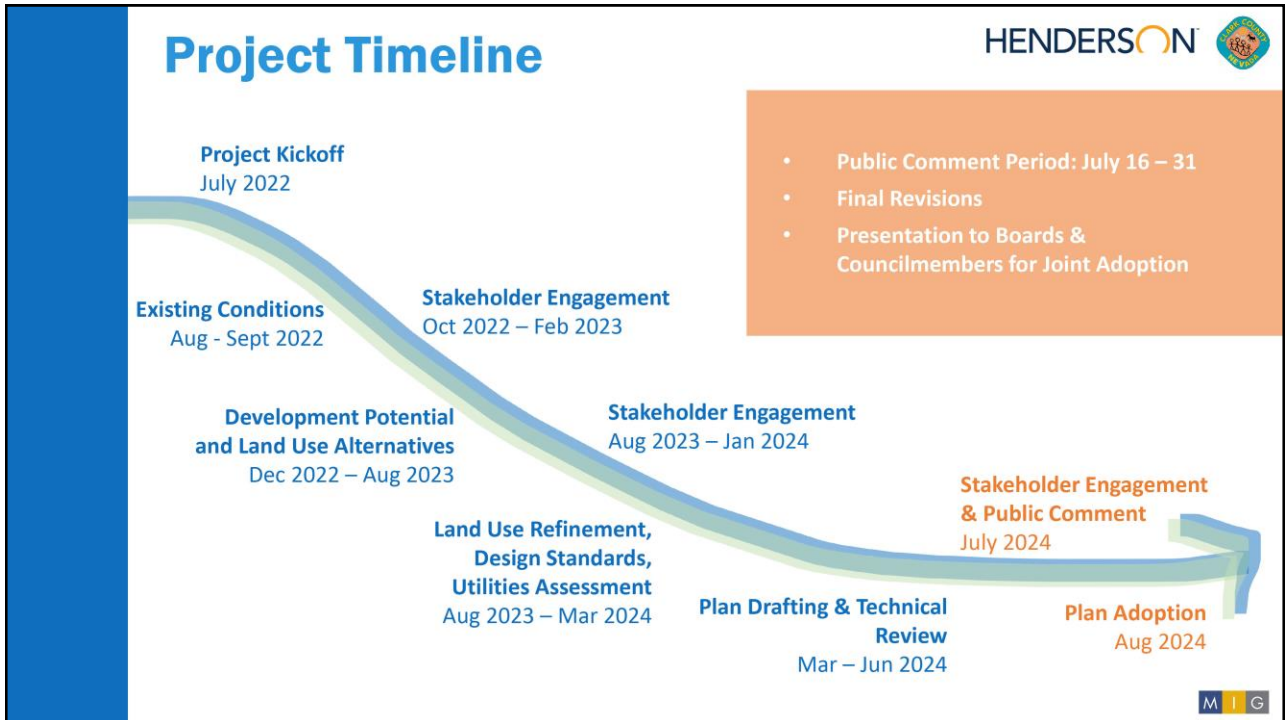 Project Timeline
HENDERSON
CLARK COUNTY
NEVADA
Project Kickoff
July 2022
• Public Comment Period: July 16 – 31
• Final Revisions
• Presentation to Boards &
Councilmembers for Joint Adoption
Existing Conditions
Aug - Sept 2022
Stakeholder Engagement
Oct 2022 – Feb 2023
Development Potential
and Land Use Alternatives
Dec 2022 – Aug 2023
Stakeholder Engagement
Aug 2023 – Jan 2024
Land Use Refinement,
Design Standards,
Utilities Assessment
Aug 2023 – Mar 2024
Stakeholder Engagement
& Public Comment
July 2024
Plan Drafting & Technical
Review
Mar – Jun 2024
Plan Adoption
Aug 2024
M I G